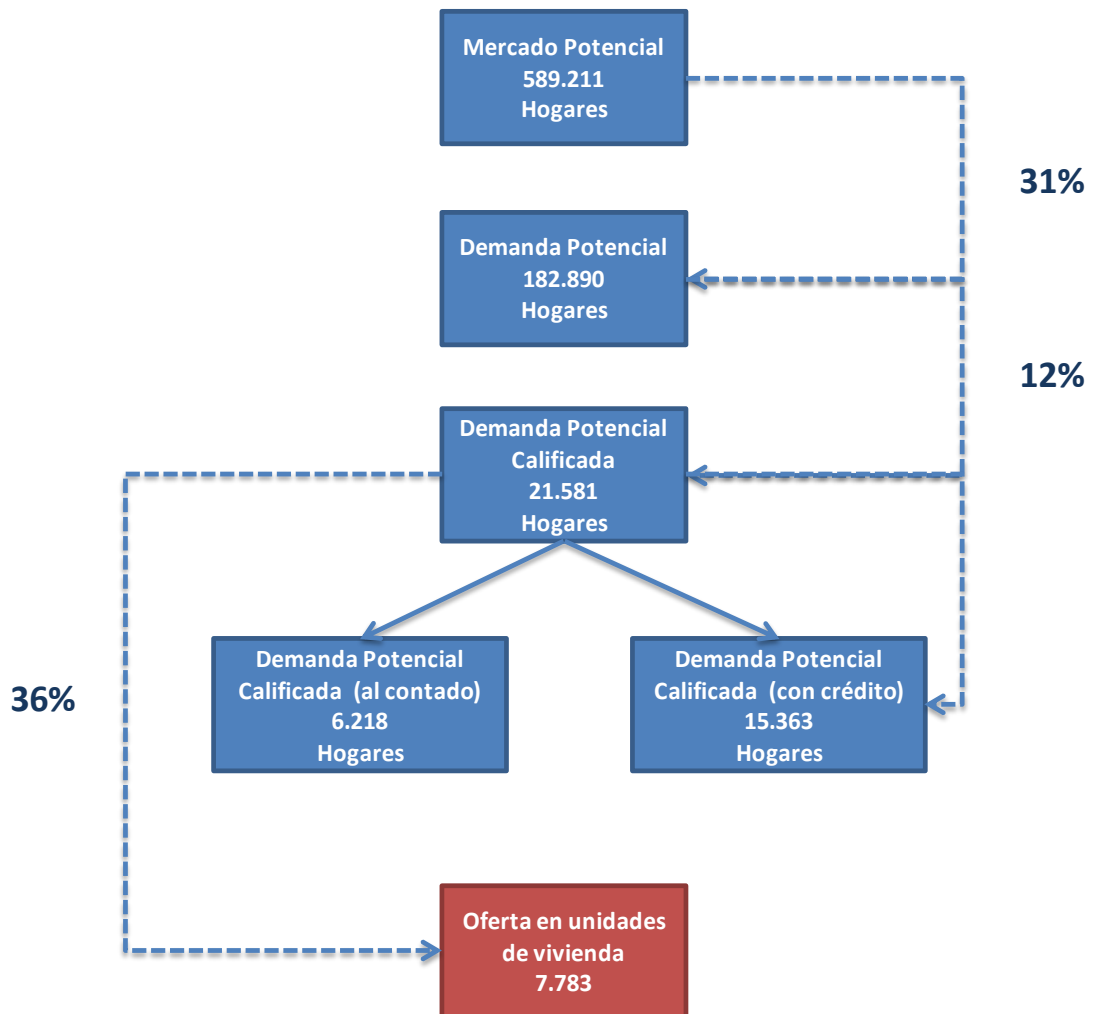 Mercado Potencial
589.211
Hogares
31%
Demanda Potencial
182.890
Hogares
12%
Demanda Potencial
Calificada
21.581
Hogares
36%
Demanda Potencial
Calificada (al contado)
6.218
Hogares
Demanda Potencial
Calificada (con crédito)
15.363
Hogares
Oferta en unidades
de vivienda
7.783